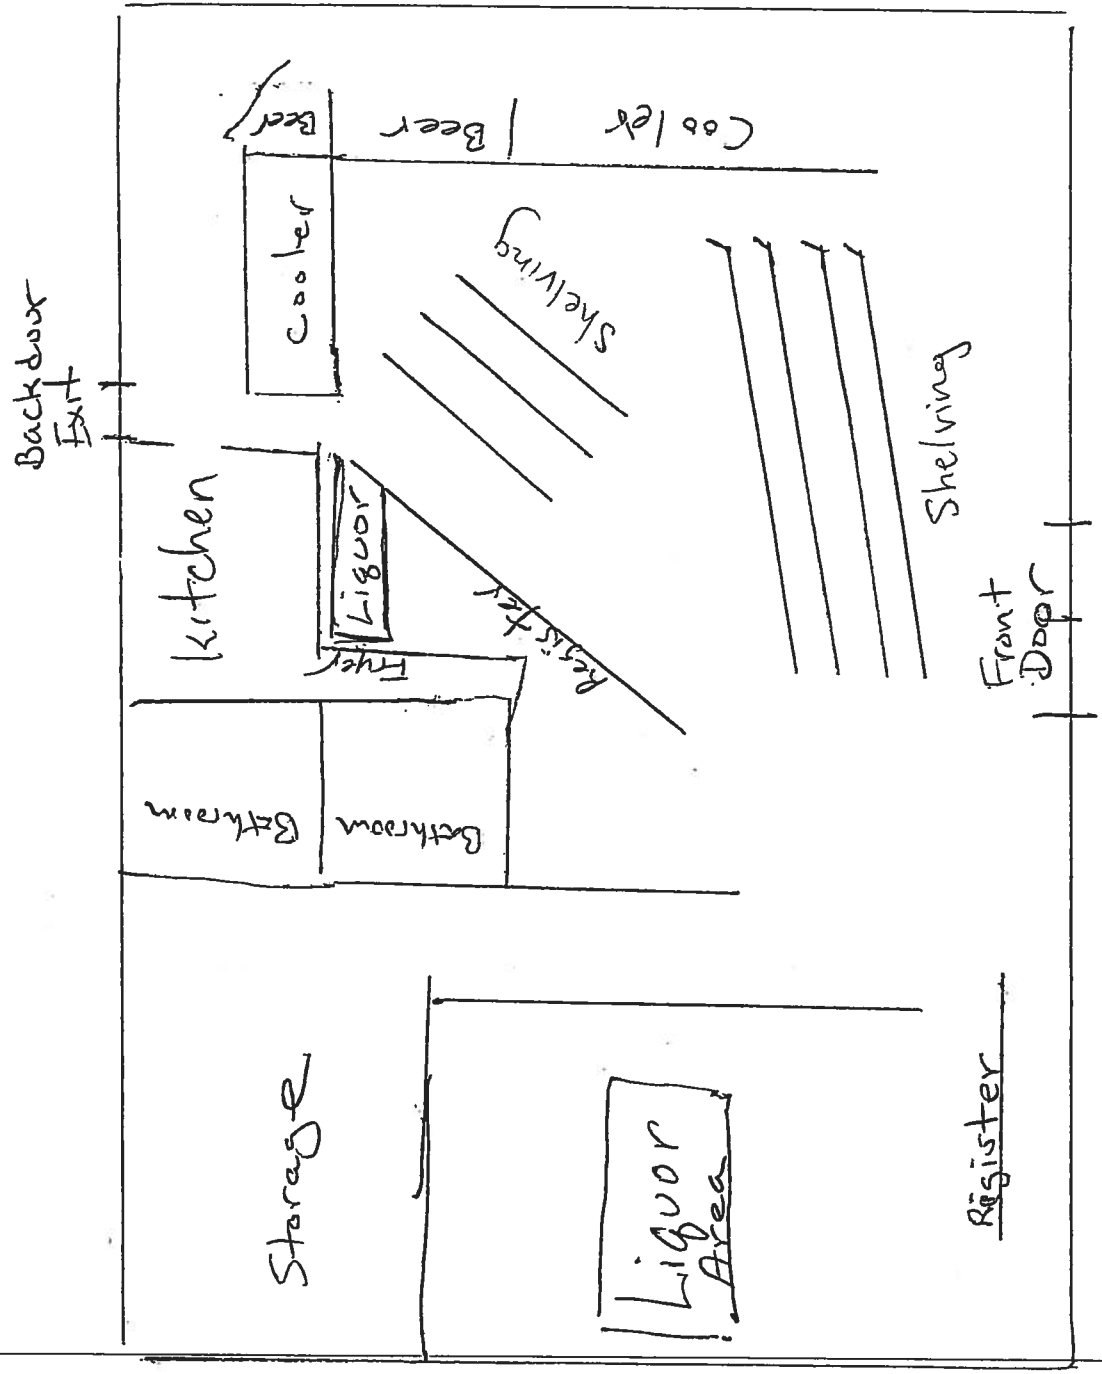 Beer
Beer
Cooler
cooler
Shelving
Backdoor
Exit
Shelving
Kitchen
Liquor
Register
Fryer
Front
Door
Bathroom
Bathroom
Storage
Liquor
Area
Register